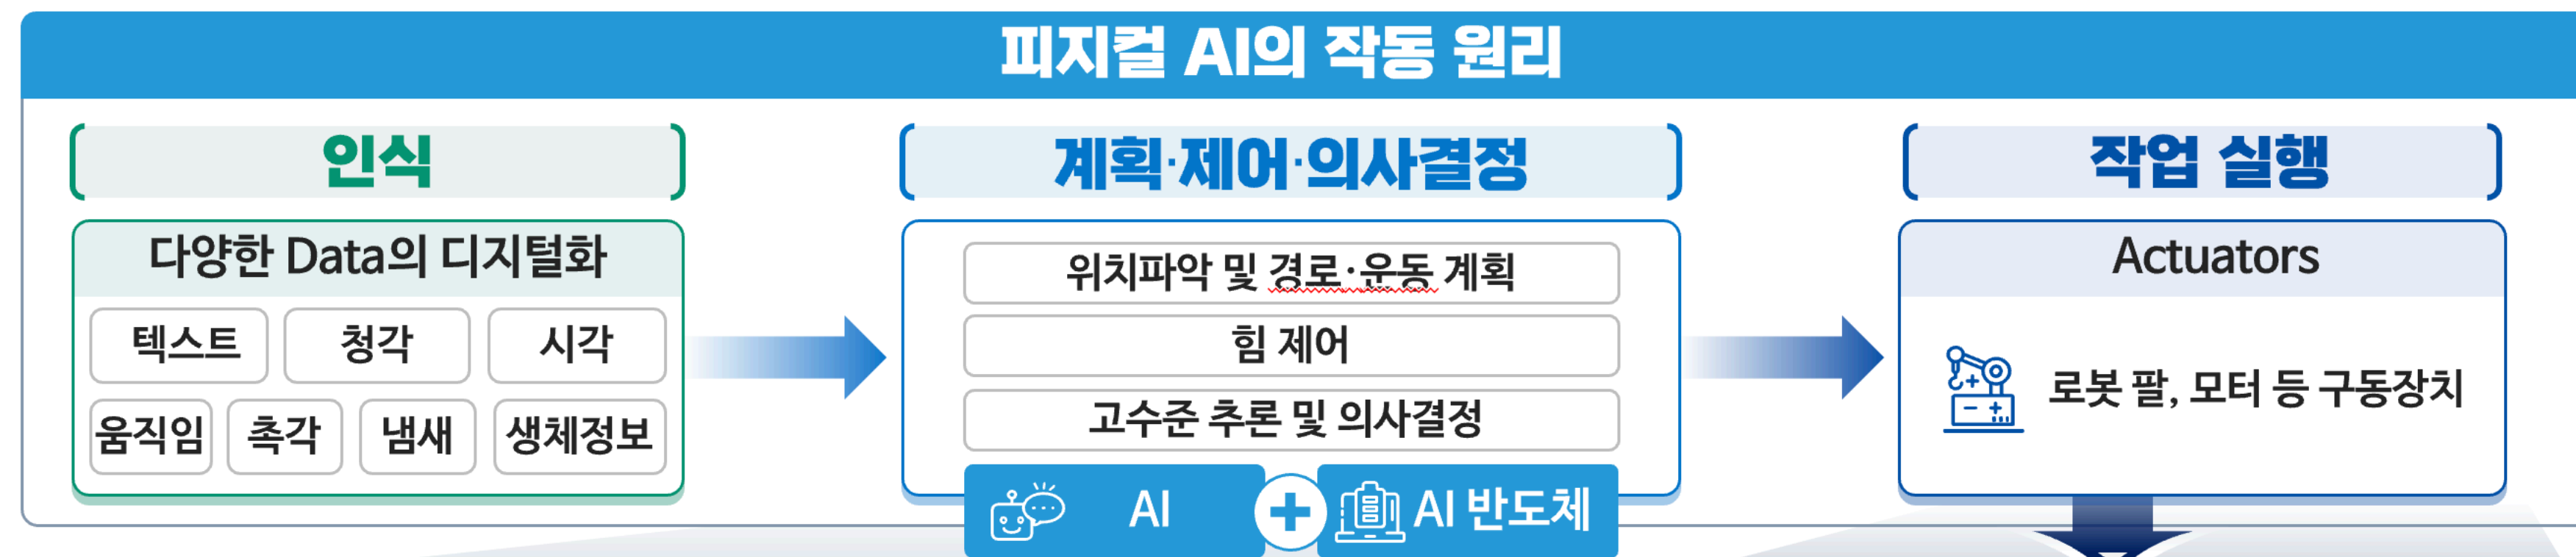 피지컬 AI의 작동 원리
인식
다양한 Data의 디지털화
텍스트 청각 시각
움직임 촉각 냄새 생체정보
계획·제어·의사결정
위치파악 및 경로·운동 계획
힘 제어
고수준 추론 및 의사결정
AI + AI 반도체
작업 실행
Actuators
로봇 팔, 모터 등 구동장치